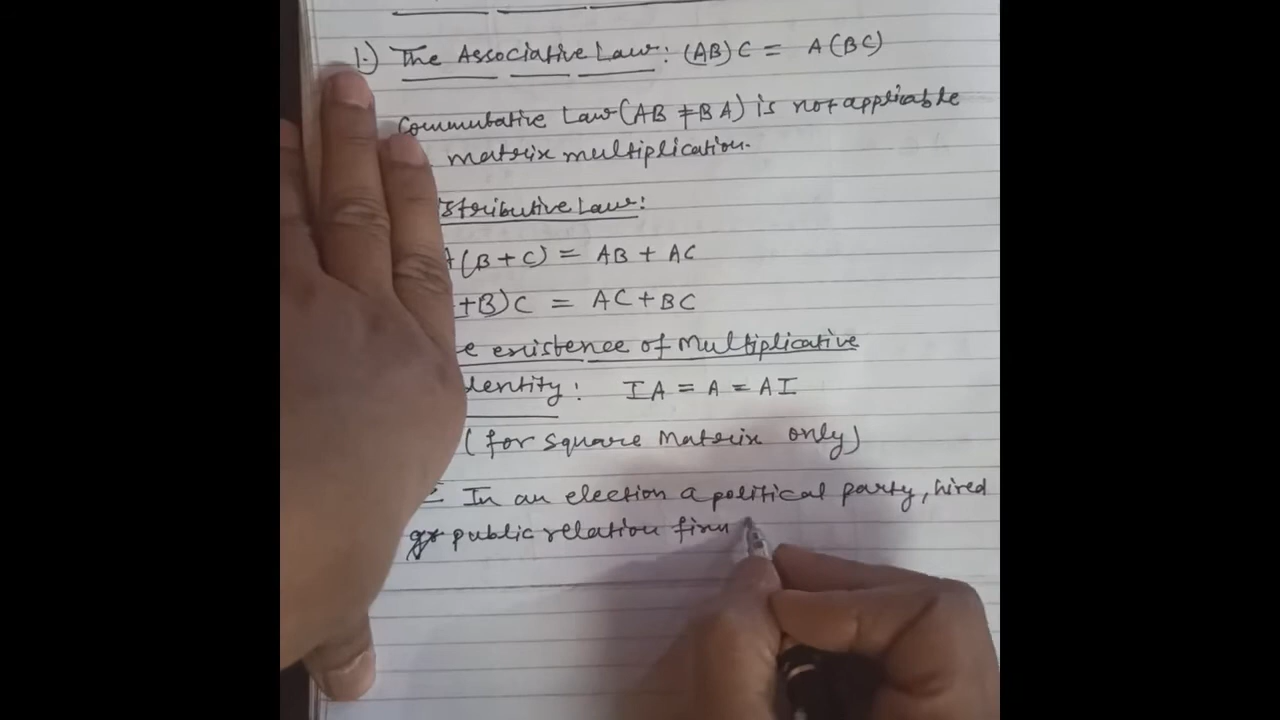 1.) The Associative Law: (AB)C = A(BC)
Commutative Law (AB ≠ BA) is not applicable
matrix multiplication.
stributive Law:
A(B+C) = AB + AC
+B)C = AC + BC
e existence of Multiplicative
dentity: IA = A = AI
(for square Matrix only)
In an election a political party, hired
public relation firm